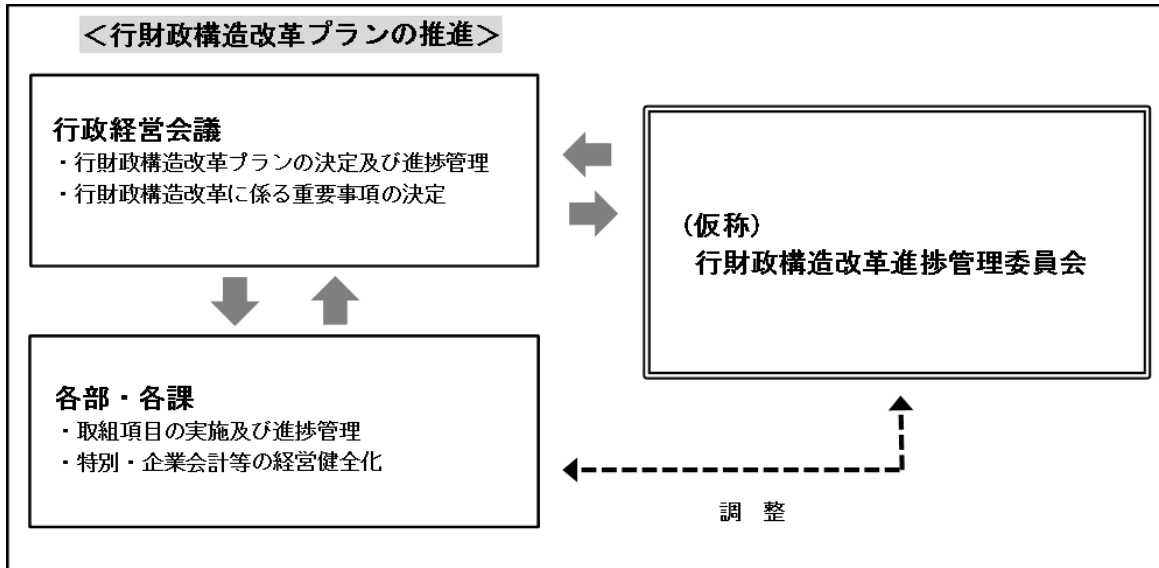 <行財政構造改革プランの推進>
行政経営会議
・行財政構造改革プランの決定及び進捗管理
・行財政構造改革に係る重要事項の決定
(仮称)
行財政構造改革進捗管理委員会
各部・各課
・取組項目の実施及び進捗管理
・特別・企業会計等の経営健全化
調 整